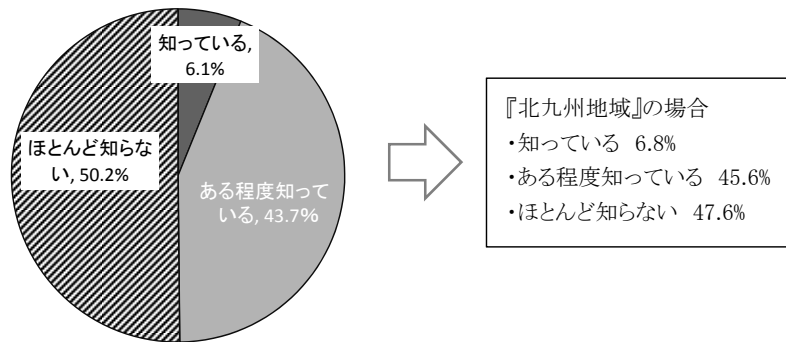 知っている,
6.1%
ほとんど知らな
い, 50.2%
ある程度知って
いる, 43.7%
『北九州地域』の場合
・知っている 6.8%
・ある程度知っている 45.6%
・ほとんど知らない 47.6%